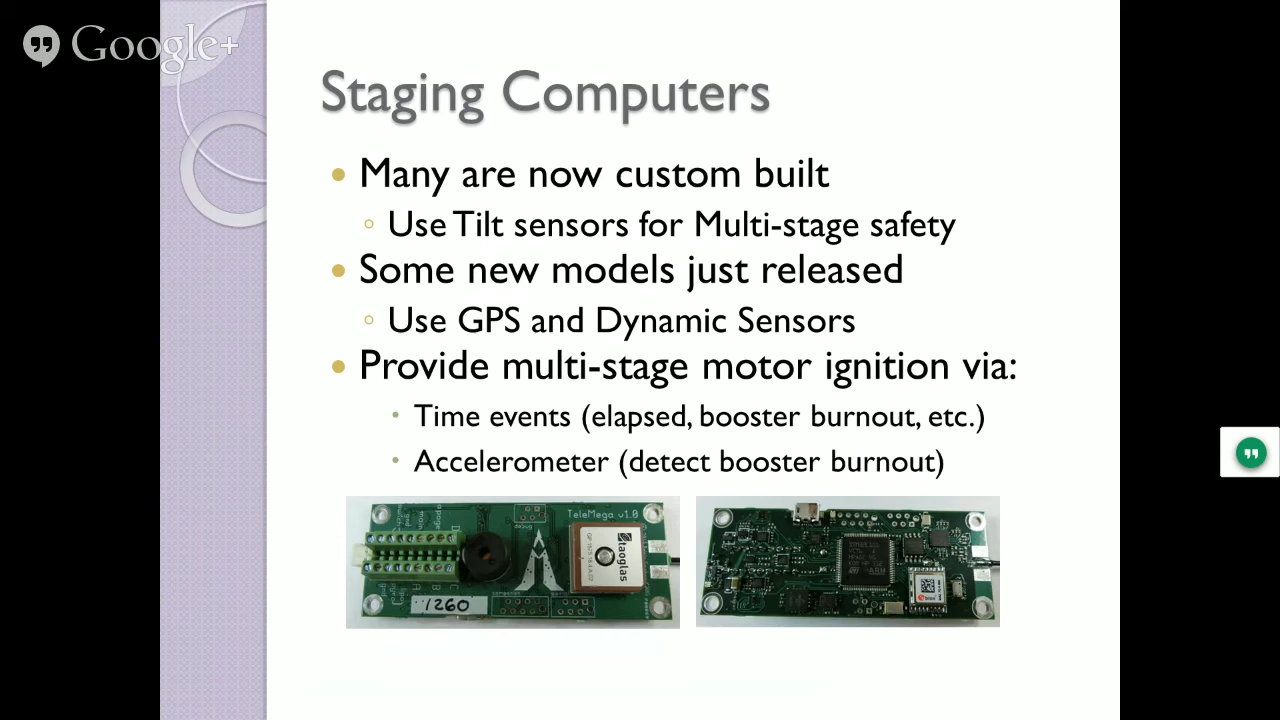 Google+
Staging Computers
Many are now custom built
Use Tilt sensors for Multi-stage safety
Some new models just released
Use GPS and Dynamic Sensors
Provide multi-stage motor ignition via:
Time events (elapsed, booster burnout, etc.)
Accelerometer (detect booster burnout)
TeleMega v1.0
taoglas
A B C
1260
ARM